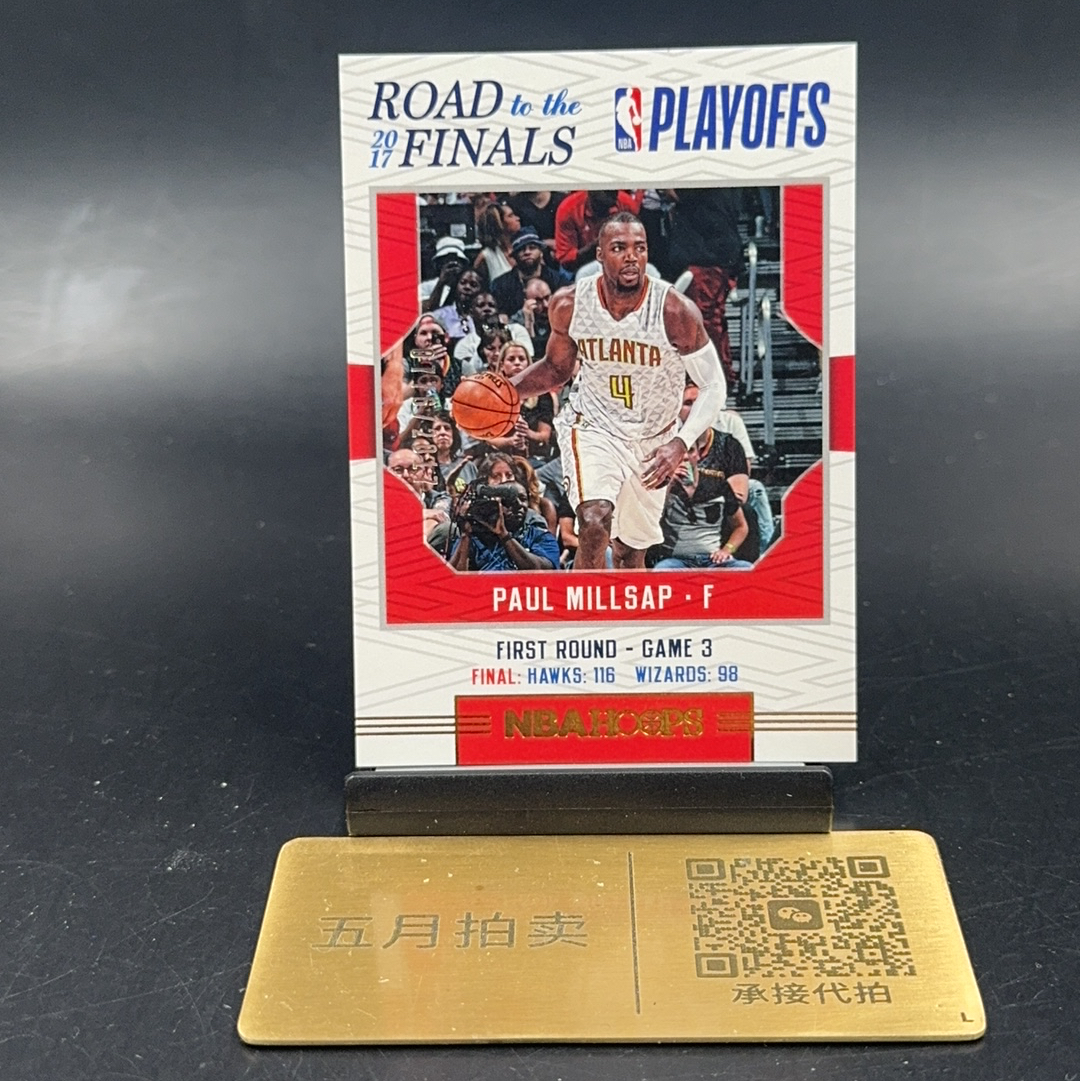 ROAD to the
2017 FINALS
NBA PLAYOFFS
ATLANTA
4
PAUL MILLSAP · F
FIRST ROUND - GAME 3
FINAL: HAWKS: 116 WIZARDS: 98
NBA HOOPS
五月拍卖
承接代拍
L